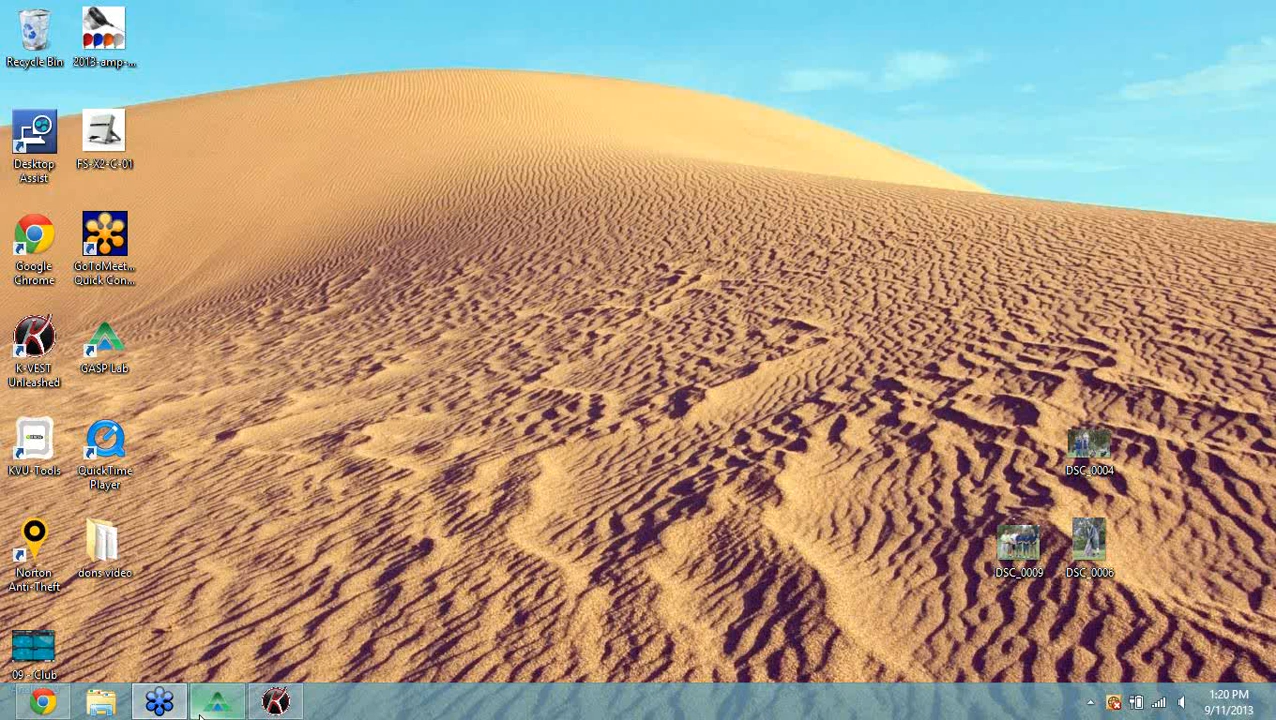 Recycle Bin
2013-amp-...
Desktop
Assist
FS-X2-C-01
Google
Chrome
GoToMeet...
Quick Con...
K-VEST
Unleashed
GASP Lab
KVU-Tools
QuickTime
Player
Norton
Anti-Theft
dons video
09 - Club
DSC_0004
DSC_0009
DSC_0006
1:20 PM
9/11/2013